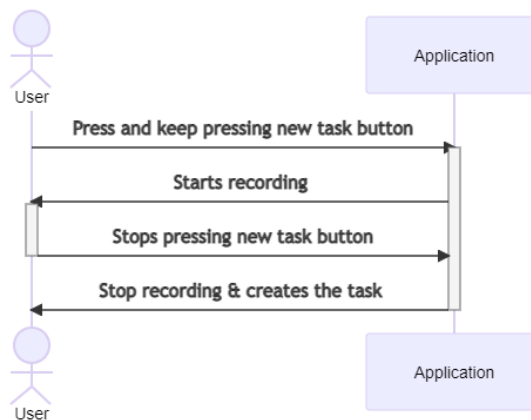 User
Application
Press and keep pressing new task button
Starts recording
Stops pressing new task button
Stop recording & creates the task
User
Application